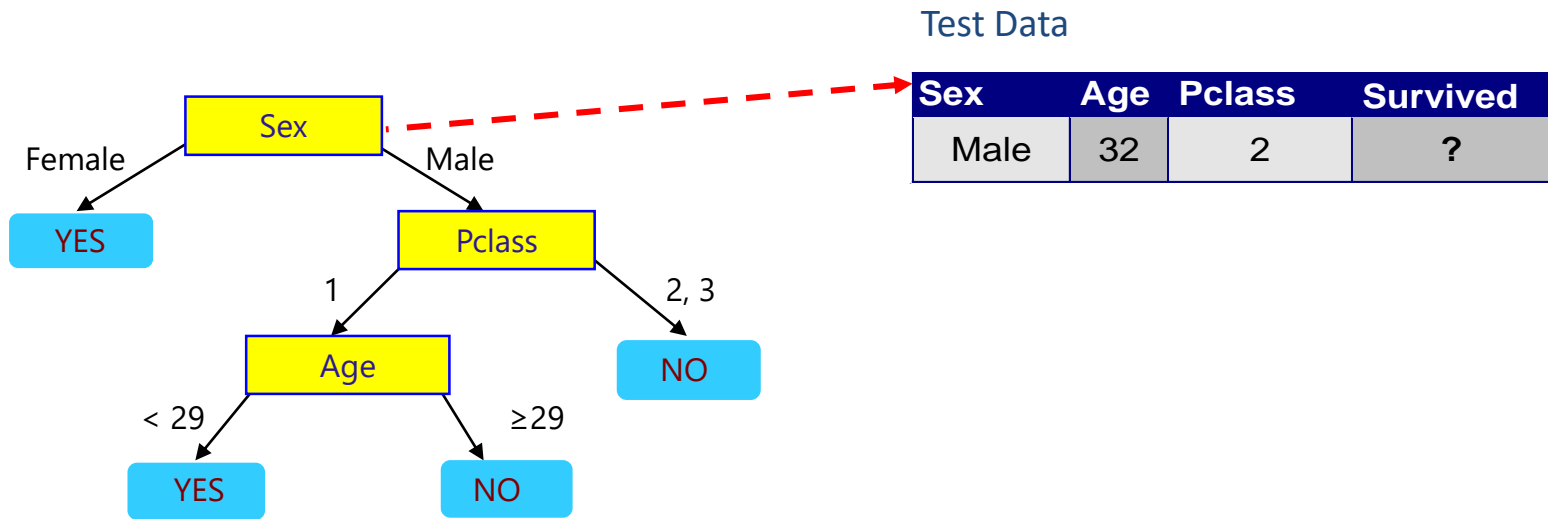 Test Data
Sex Age Pclass Survived
Male 32 2 ?
Sex
Female Male
YES
Pclass
1 2, 3
Age
NO
< 29 ≥29
YES NO